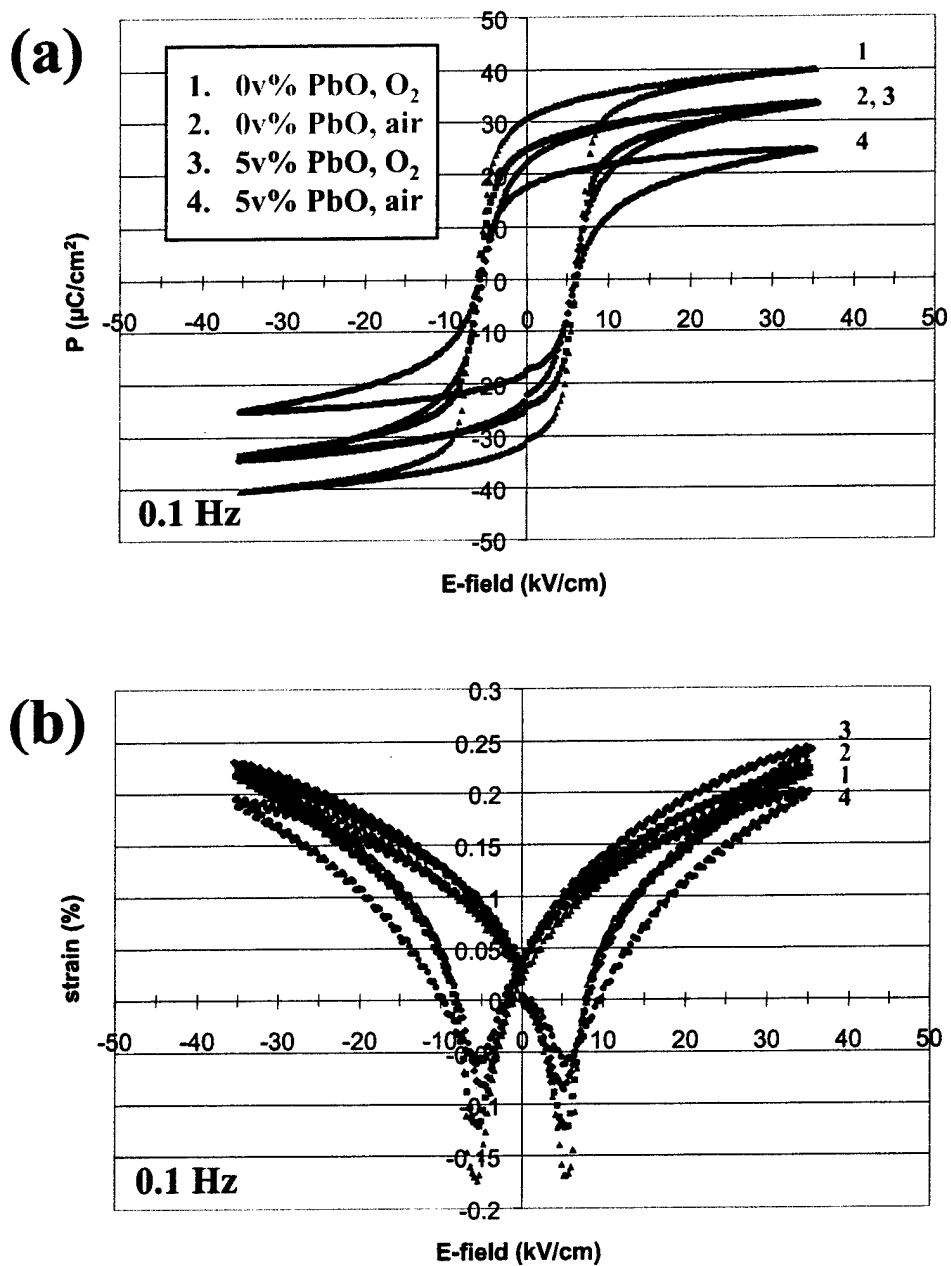 (a)
1. 0v% PbO, O₂
2. 0v% PbO, air
3. 5v% PbO, O₂
4. 5v% PbO, air
50
40
30
20
10
0
-10
-20
-30
-40
-50
-50 -40 -30 -20 -10 0 10 20 30 40 50
1
2, 3
4
P (µC/cm²)
0.1 Hz
E-field (kV/cm)
(b)
0.3
0.25
0.2
0.15
0.1
0.05
0
-0.05
-0.1
-0.15
-0.2
-50 -40 -30 -20 -10 0 10 20 30 40 50
3
2
1
4
strain (%)
0.1 Hz
E-field (kV/cm)